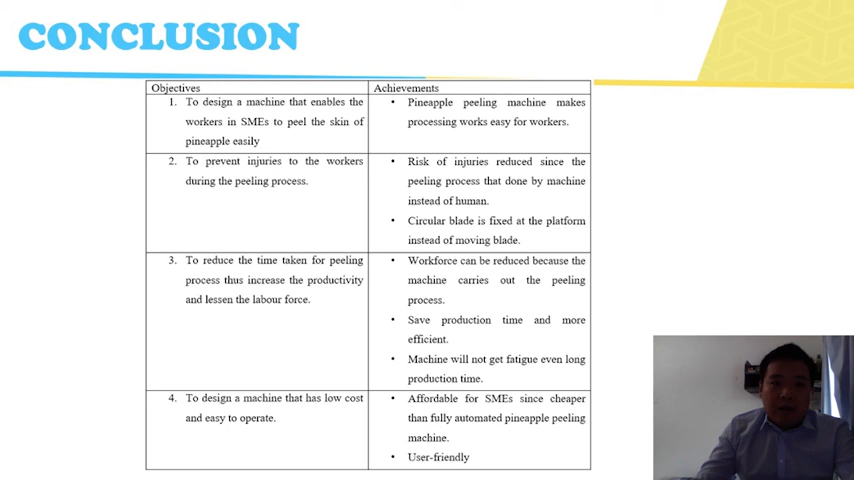 CONCLUSION
Objectives
Achievements
1. To design a machine that enables the
workers in SMEs to peel the skin of
pineapple easily
• Pineapple peeling machine makes
processing works easy for workers.
2. To prevent injuries to the workers
during the peeling process.
• Risk of injuries reduced since the
peeling process that done by machine
instead of human.
• Circular blade is fixed at the platform
instead of moving blade.
3. To reduce the time taken for peeling
process thus increase the productivity
and lessen the labour force.
• Workforce can be reduced because the
machine carries out the peeling
process.
• Save production time and more
efficient.
• Machine will not get fatigue even long
production time.
4. To design a machine that has low cost
and easy to operate.
• Affordable for SMEs since cheaper
than fully automated pineapple peeling
machine.
• User-friendly